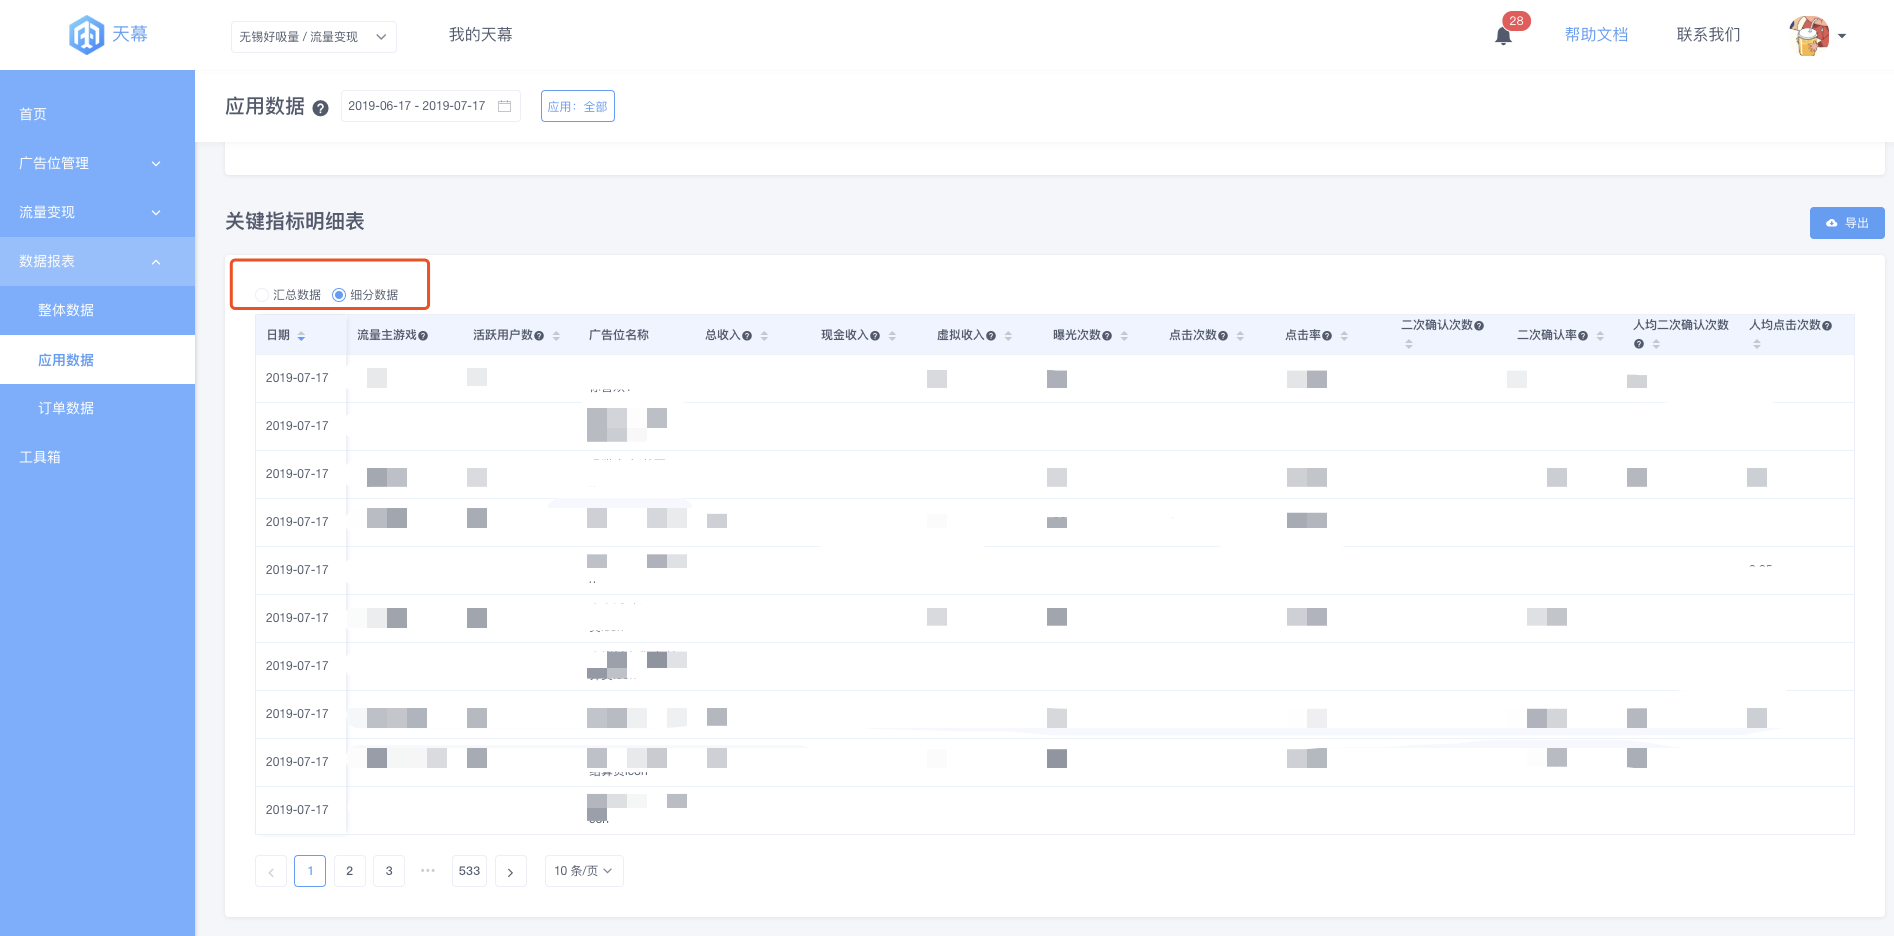 天幕
无锡好吸量 / 流量变现
我的天幕
28
帮助文档
联系我们
首页
广告位管理
流量变现
数据报表
整体数据
应用数据
订单数据
工具箱
应用数据
2019-06-17 - 2019-07-17
应用：全部
关键指标明细表
导出
汇总数据 细分数据
日期 流量主游戏 活跃用户数 广告位名称 总收入 现金收入 虚拟收入 曝光次数 点击次数 点击率 二次确认次数 二次确认率 人均二次确认次数 人均点击次数
2019-07-17
2019-07-17
2019-07-17
2019-07-17
2019-07-17
2019-07-17
2019-07-17
2019-07-17
2019-07-17
结算页icon
2019-07-17
1 2 3 ··· 533 10 条/页